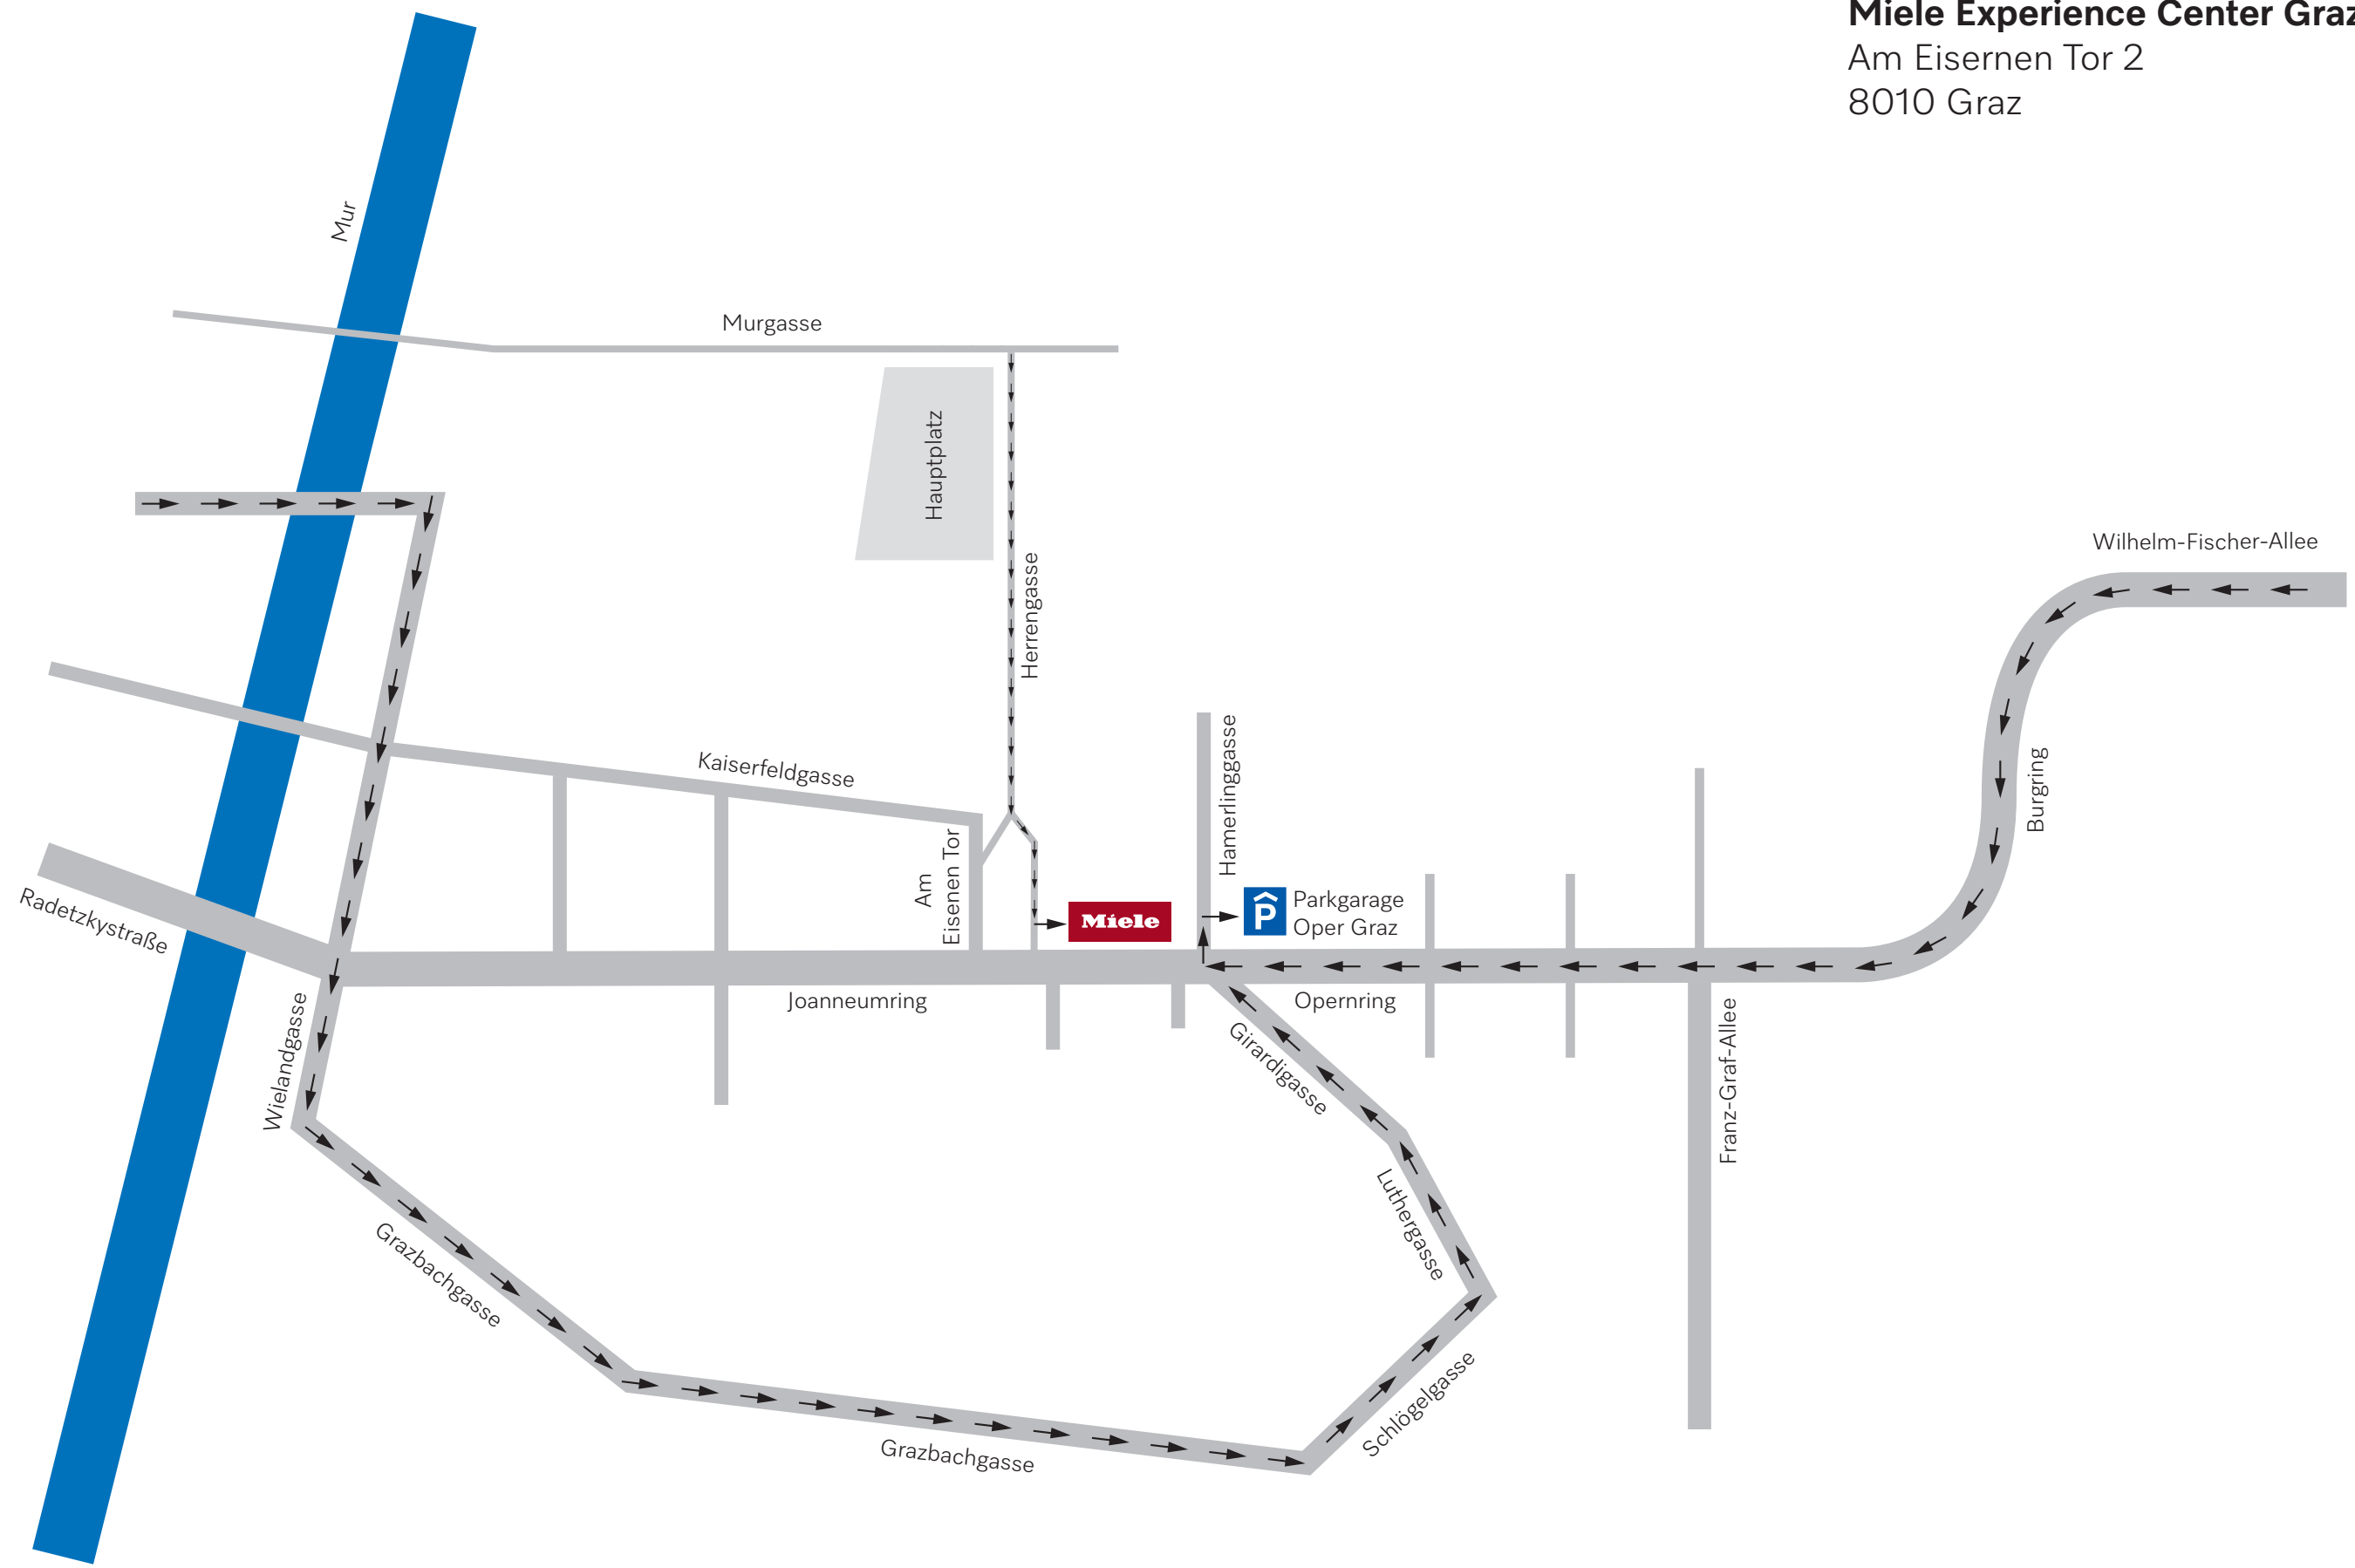 Miele Experience Center Graz
Am Eisernen Tor 2
8010 Graz
Mur
Murgasse
Hauptplatz
Herrengasse
Wilhelm-Fischer-Allee
Burgring
Kaiserfeldgasse
Am
Eisenen Tor
Hamerlinggasse
Miele
P
Parkgarage
Oper Graz
Radetzkystraße
Joanneumring
Opernring
Wielandgasse
Girardigasse
Franz-Graf-Allee
Luthergasse
Grazbachgasse
Schlögelgasse
Grazbachgasse